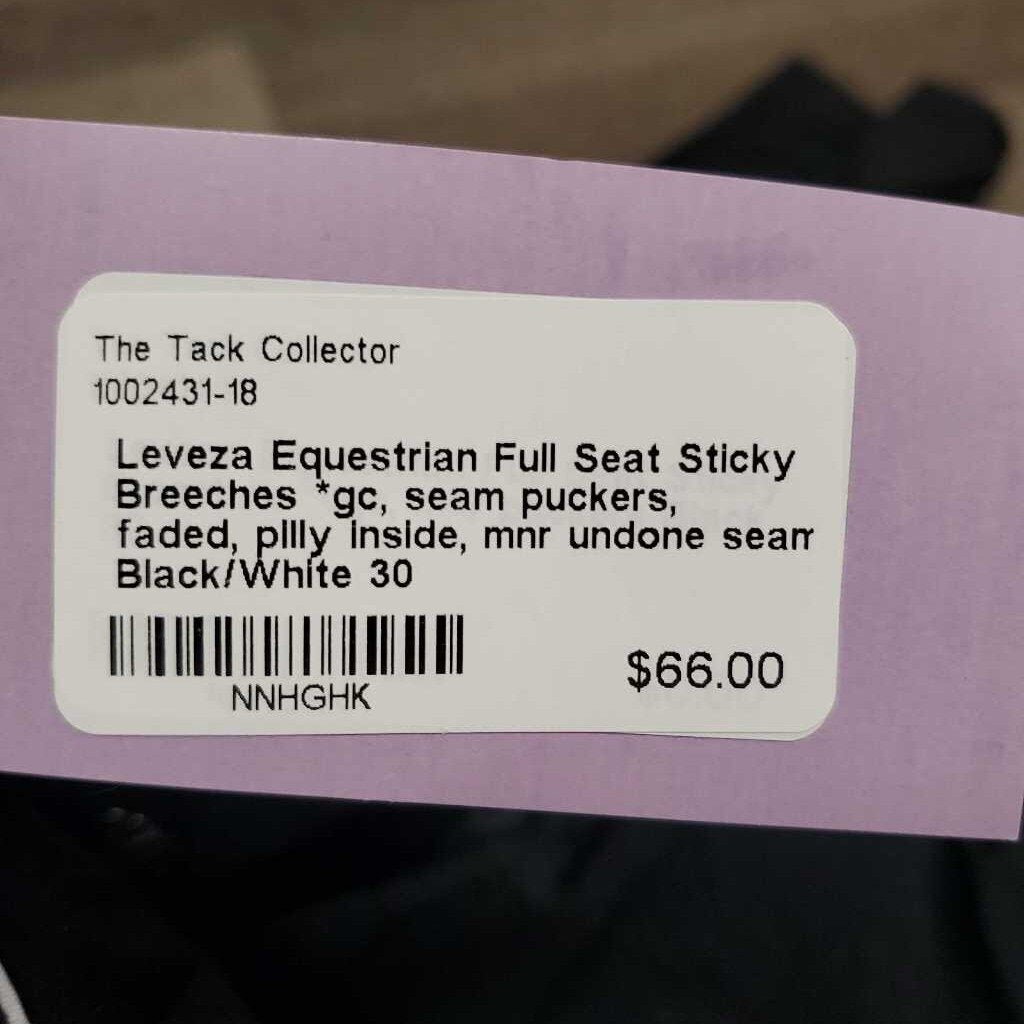 The Tack Collector
1002431-18
Leveza Equestrian Full Seat Sticky
Breeches *gc, seam puckers,
faded, pilly inside, mnr undone seam
Black/White 30
NNHGHK
$66.00